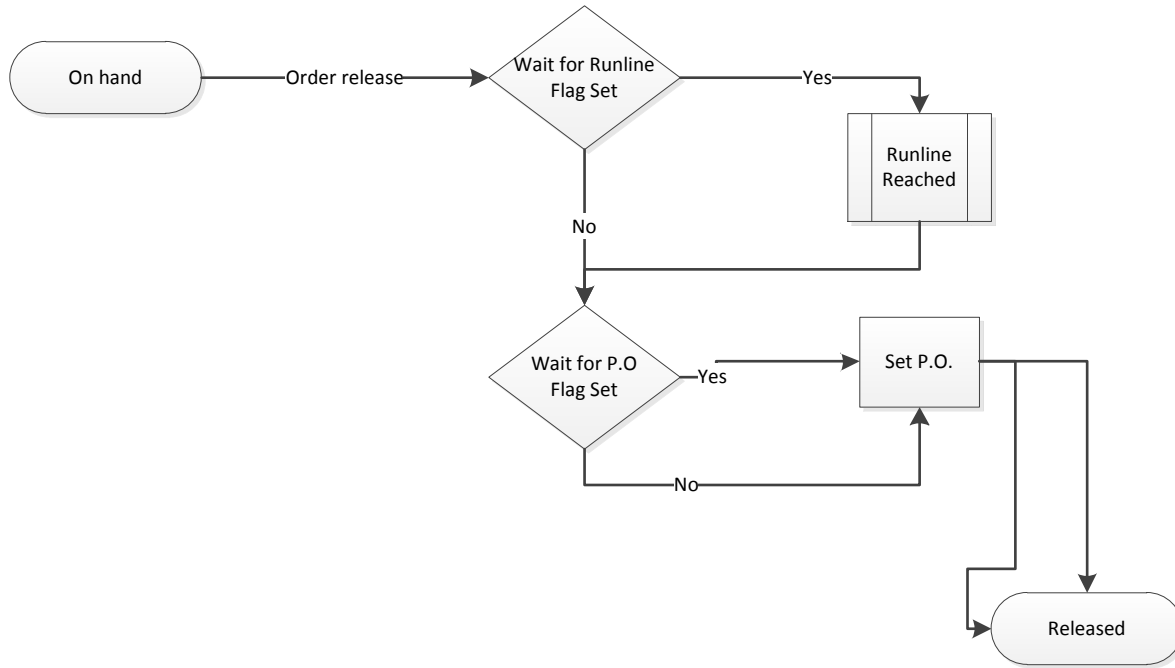 On hand
Order release
Wait for Runline
Flag Set
Yes
Runline
Reached
No
Wait for P.O
Flag Set
Yes
Set P.O.
No
Released